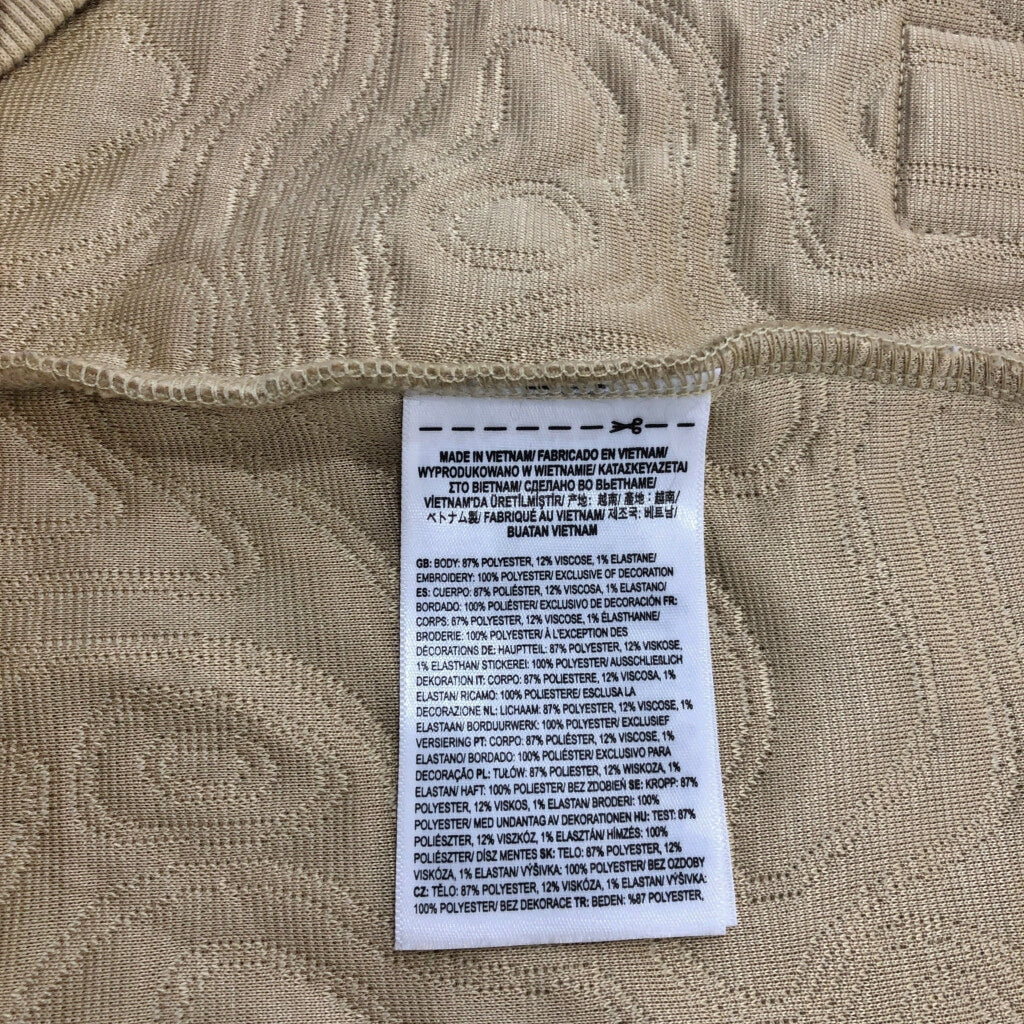 MADE IN VIETNAM/ FABRICADO EN VIETNAM/
WYPRODUKOWANO W WIETNAMIE/ ΚΑΤΑΣΚΕΥΑΖΕΤΑΙ
ΣΤΟ ΒΙΕΤΝΑΜ/ СДЕЛАНО ВО ВЬЕТНАМЕ/
VİETNAM'DA ÜRETİLMİŞTİR/ 产地: 越南/ 產地: 越南/
ベトナム製/ FABRIQUÉ AU VIETNAM/ 제조국: 베트남/
BUATAN VIETNAM
GB: BODY: 87% POLYESTER, 12% VISCOSE, 1% ELASTANE/
EMBROIDERY: 100% POLYESTER/ EXCLUSIVE OF DECORATION
ES: CUERPO: 87% POLIÉSTER, 12% VISCOSA, 1% ELASTANO/
BORDADO: 100% POLIÉSTER/ EXCLUSIVO DE DECORACIÓN FR:
CORPS: 87% POLYESTER, 12% VISCOSE, 1% ÉLASTHANNE/
BRODERIE: 100% POLYESTER/ À L'EXCEPTION DES
DÉCORATIONS DE: HAUPTTEIL: 87% POLYESTER, 12% VISKOSE,
1% ELASTHAN/ STICKEREI: 100% POLYESTER/ AUSSCHLIEßLICH
DEKORATION IT: CORPO: 87% POLIESTERE, 12% VISCOSA, 1%
ELASTAN/ RICAMO: 100% POLIESTERE/ ESCLUSA LA
DECORAZIONE NL: LICHAAM: 87% POLYESTER, 12% VISCOSE, 1%
ELASTAAN/ BORDUURWERK: 100% POLYESTER/ EXCLUSIEF
VERSIERING PT: CORPO: 87% POLIÉSTER, 12% VISCOSE, 1%
ELASTANO/ BORDADO: 100% POLIÉSTER/ EXCLUSIVO PARA
DECORAÇÃO PL: TUŁÓW: 87% POLIESTER, 12% WISKOZA, 1%
ELASTAN/ HAFT: 100% POLIESTER/ BEZ ZDOBIEŃ SE: KROPP: 87%
POLYESTER, 12% VISKOS, 1% ELASTAN/ BRODERI: 100%
POLYESTER/ MED UNDANTAG AV DEKORATIONEN HU: TEST: 87%
POLIÉSZTER, 12% VISZKÓZ, 1% ELASZTÁN/ HÍMZÉS: 100%
POLIÉSZTER/ DÍSZ MENTES SK: TELO: 87% POLYESTER, 12%
VISKÓZA, 1% ELASTAN/ VÝŠIVKA: 100% POLYESTER/ BEZ OZDOBY
CZ: TĚLO: 87% POLYESTER, 12% VISKÓZA, 1% ELASTAN/ VÝŠIVKA:
100% POLYESTER/ BEZ DEKORACE TR: BEDEN: %87 POLYESTER,